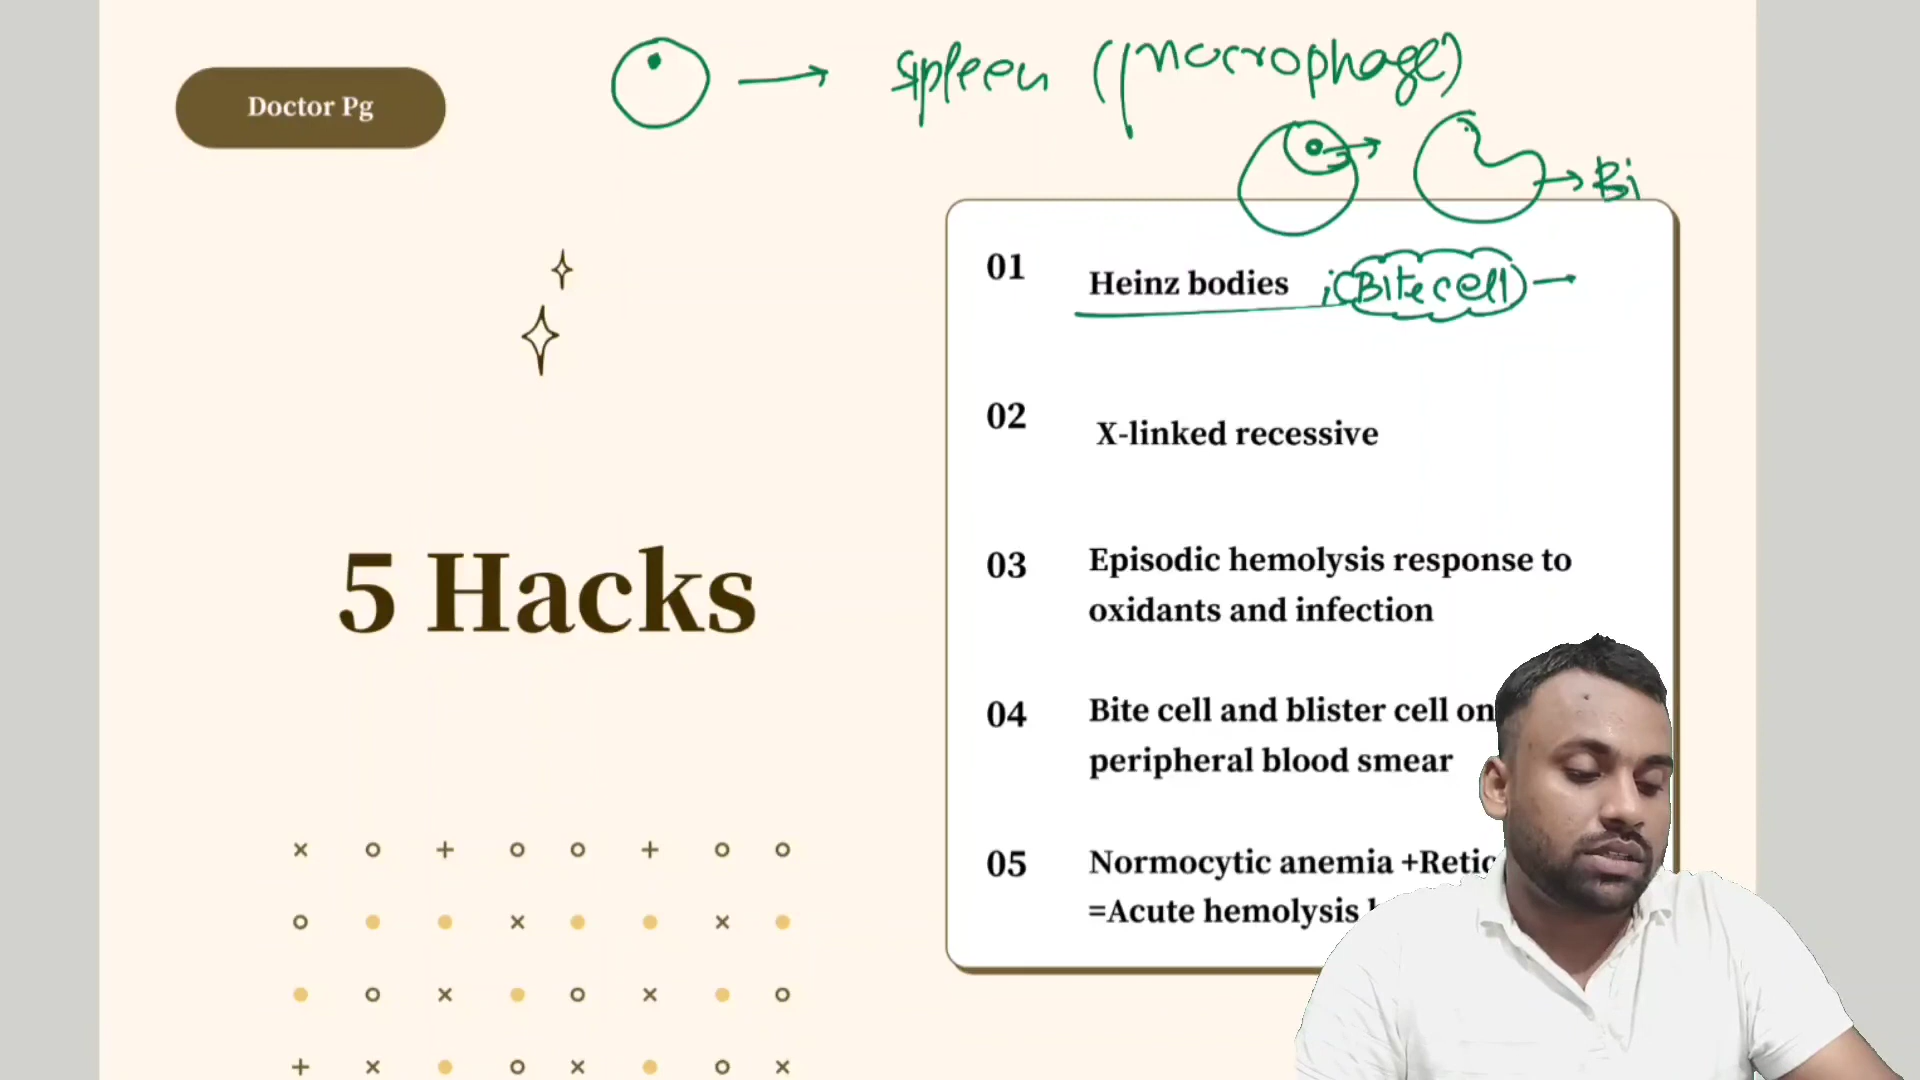 Doctor Pg
Spleen (macrophage)
Bi
01
Heinz bodies
Bite cell
02
X-linked recessive
03
Episodic hemolysis response to
oxidants and infection
04
Bite cell and blister cell on
peripheral blood smear
05
Normocytic anemia +Retic
=Acute hemolysis
5 Hacks